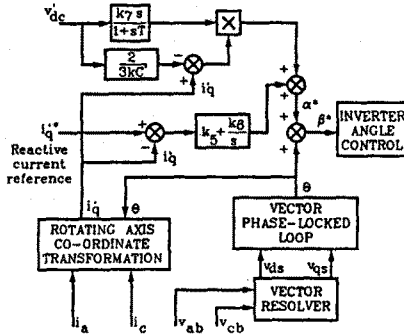 v'dc
k7 s
1+sT
×
2
3kC
−
+
i'q
+
+
α*
i'q*
Reactive current reference
+
−
i'q
k5+ k8/s
+
+
+
β*
INVERTER
ANGLE
CONTROL
θ
i'q
θ
ROTATING AXIS
CO-ORDINATE
TRANSFORMATION
VECTOR
PHASE-LOCKED
LOOP
vds
vqs
VECTOR
RESOLVER
ia
ic
vab
vcb